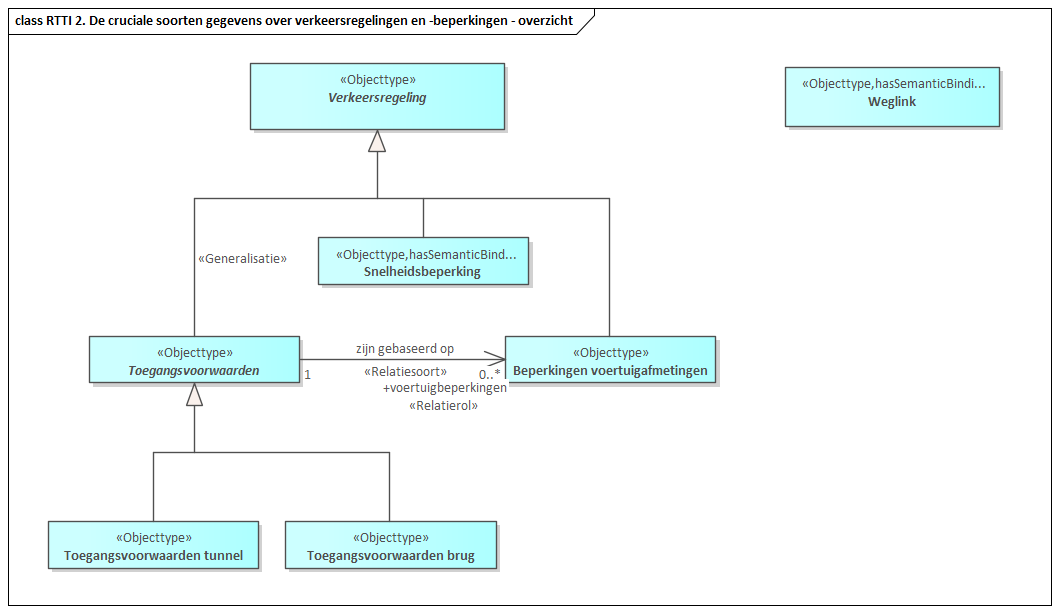 class RTTI 2. De cruciale soorten gegevens over verkeersregelingen en -beperkingen - overzicht
«Objecttype»
Verkeersregeling
«Objecttype,hasSemanticBindi...
Weglink
«Generalisatie»
«Objecttype,hasSemanticBind...
Snelheidsbeperking
«Objecttype»
Toegangsvoorwaarden
zijn gebaseerd op
«Relatiesoort»
1
0..*
+voertuigbeperkingen
«Relatierol»
«Objecttype»
Beperkingen voertuigafmetingen
«Objecttype»
Toegangsvoorwaarden tunnel
«Objecttype»
Toegangsvoorwaarden brug